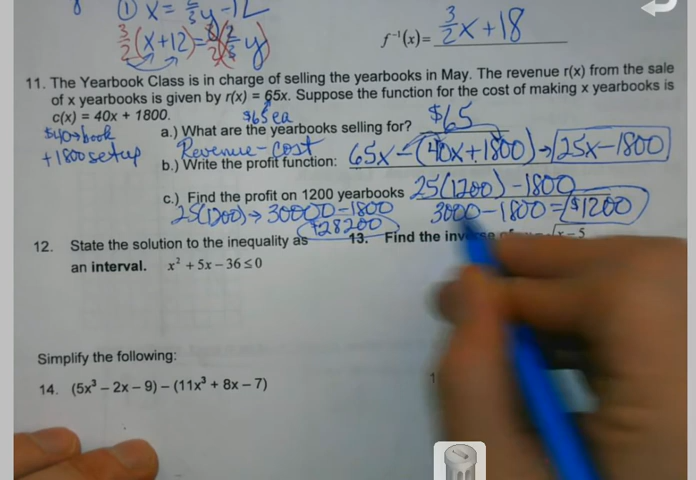 ① x = 2/3 y - 12
3/2 (x + 12) = 3/2 (2/3 y)
f⁻¹(x) = 3/2 x + 18
11. The Yearbook Class is in charge of selling the yearbooks in May. The revenue r(x) from the sale
of x yearbooks is given by r(x) = 65x. Suppose the function for the cost of making x yearbooks is
c(x) = 40x + 1800.
$65 ea
$40→book
+1800 setup
a.) What are the yearbooks selling for? $65
Revenue - cost
b.) Write the profit function: 65x - (40x + 1800) → 25x - 1800
c.) Find the profit on 1200 yearbooks 25(1200) - 1800
25(1200) → 30000 - 1800
$28200
3000 - 1800 = $1200
12. State the solution to the inequality as
an interval. x² + 5x - 36 ≤ 0
13. Find the inverse of
x - 5
Simplify the following:
14. (5x³ - 2x - 9) - (11x³ + 8x - 7)